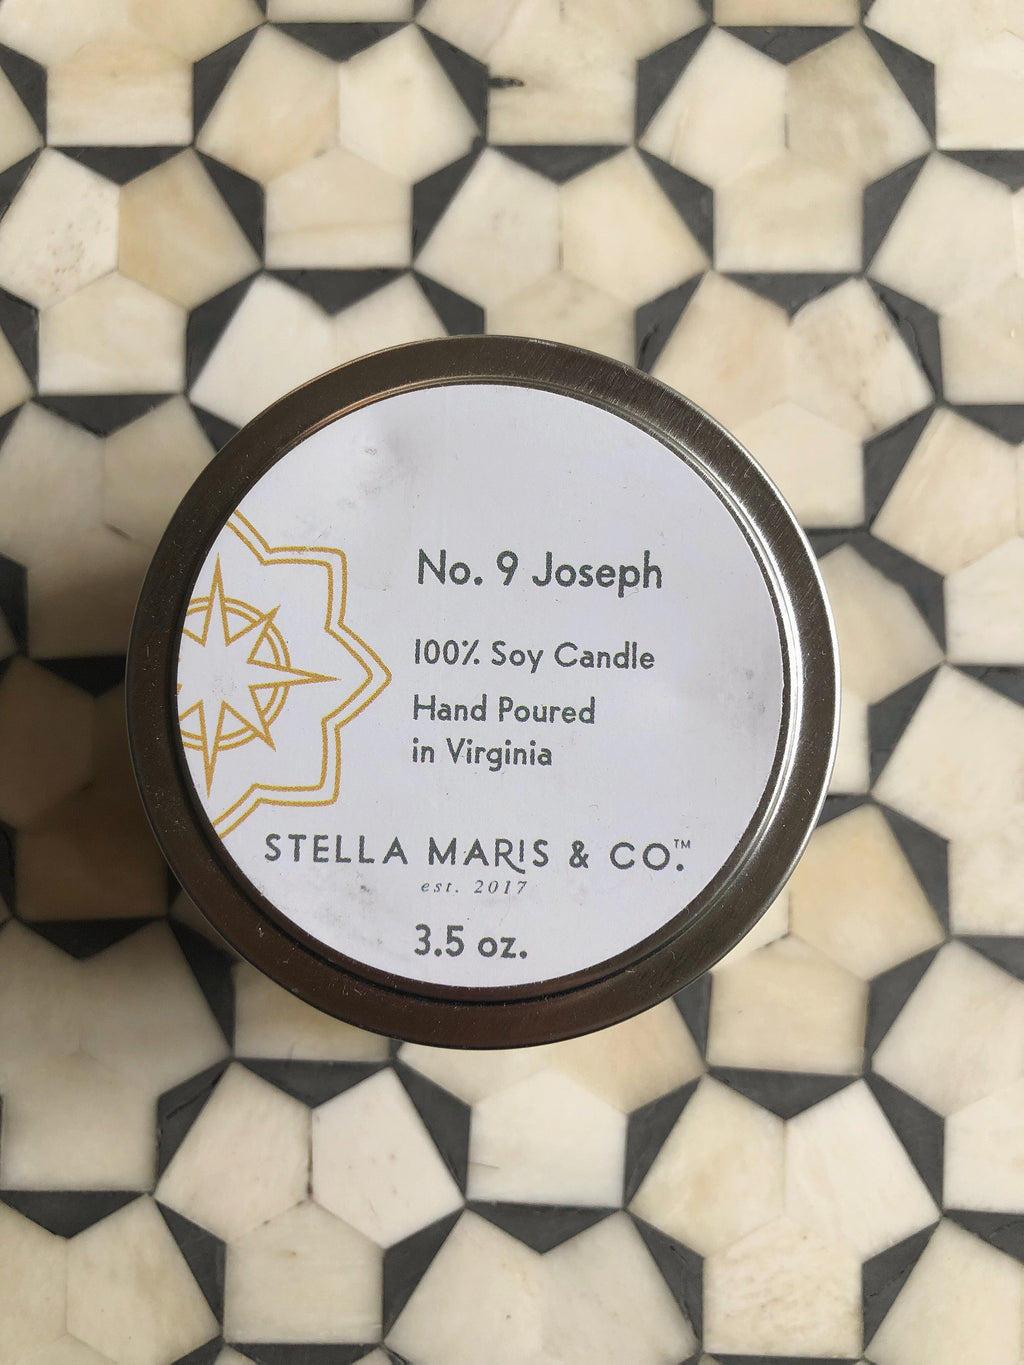 No. 9 Joseph
100% Soy Candle
Hand Poured
in Virginia
STELLA MARIS & CO.™
est. 2017
3.5 oz.